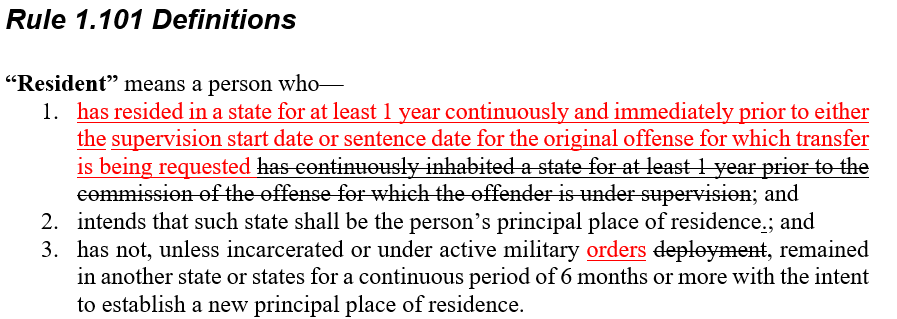 Rule 1.101 Definitions
“Resident” means a person who—
1. has resided in a state for at least 1 year continuously and immediately prior to either
the supervision start date or sentence date for the original offense for which transfer
is being requested has continuously inhabited a state for at least 1 year prior to the
commission of the offense for which the offender is under supervision; and
2. intends that such state shall be the person’s principal place of residence.; and
3. has not, unless incarcerated or under active military orders deployment, remained
in another state or states for a continuous period of 6 months or more with the intent
to establish a new principal place of residence.